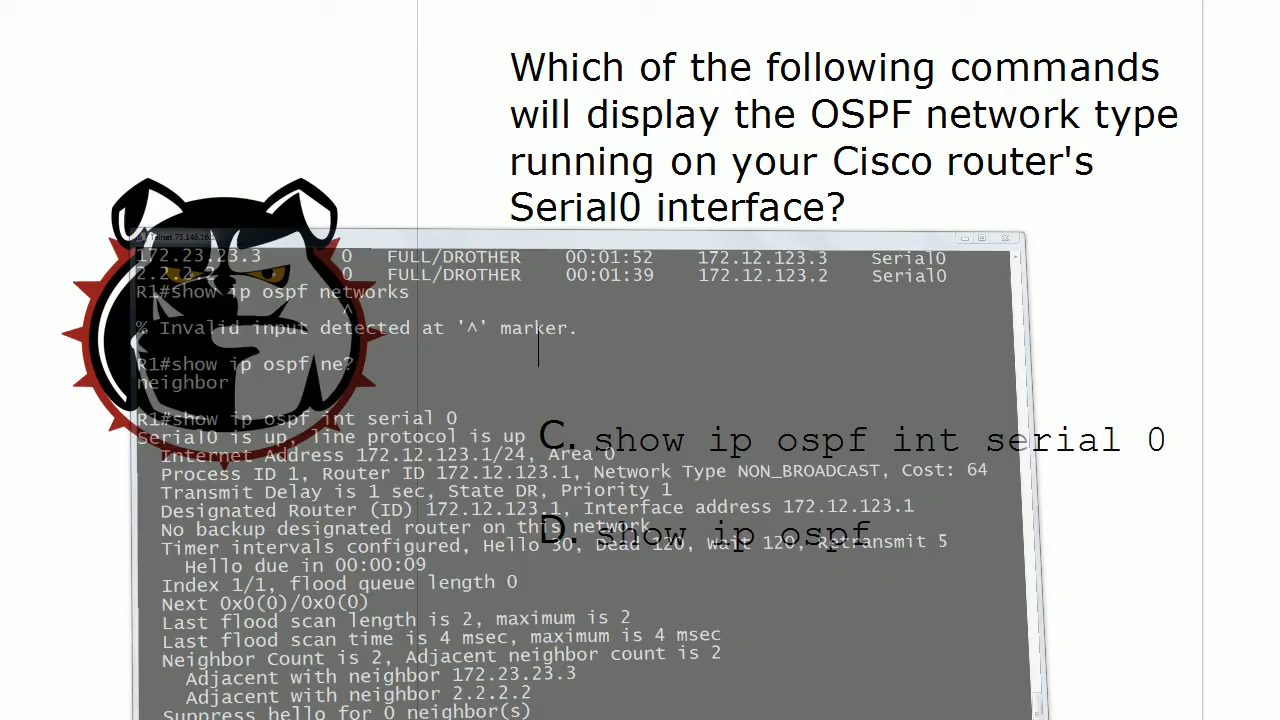 Which of the following commands
will display the OSPF network type
running on your Cisco router's
Serial0 interface?
Telnet 75.146.16
172.23.23.3 0 FULL/DROTHER 00:01:52 172.12.123.3 Serial0
2.2.2.2 0 FULL/DROTHER 00:01:39 172.12.123.2 Serial0
R1#show ip ospf networks
^
% Invalid input detected at '^' marker.
R1#show ip ospf ne?
neighbor
R1#show ip ospf int serial 0
Serial0 is up, line protocol is up
C. show ip ospf int serial 0
Internet Address 172.12.123.1/24, Area 0
Process ID 1, Router ID 172.12.123.1, Network Type NON_BROADCAST, Cost: 64
Transmit Delay is 1 sec, State DR, Priority 1
Designated Router (ID) 172.12.123.1, Interface address 172.12.123.1
No backup designated router on this network
D. show ip ospf
Timer intervals configured, Hello 30, Dead 120, Wait 120, Retransmit 5
Hello due in 00:00:09
Index 1/1, flood queue length 0
Next 0x0(0)/0x0(0)
Last flood scan length is 2, maximum is 2
Last flood scan time is 4 msec, maximum is 4 msec
Neighbor Count is 2, Adjacent neighbor count is 2
Adjacent with neighbor 172.23.23.3
Adjacent with neighbor 2.2.2.2
Suppress hello for 0 neighbor(s)